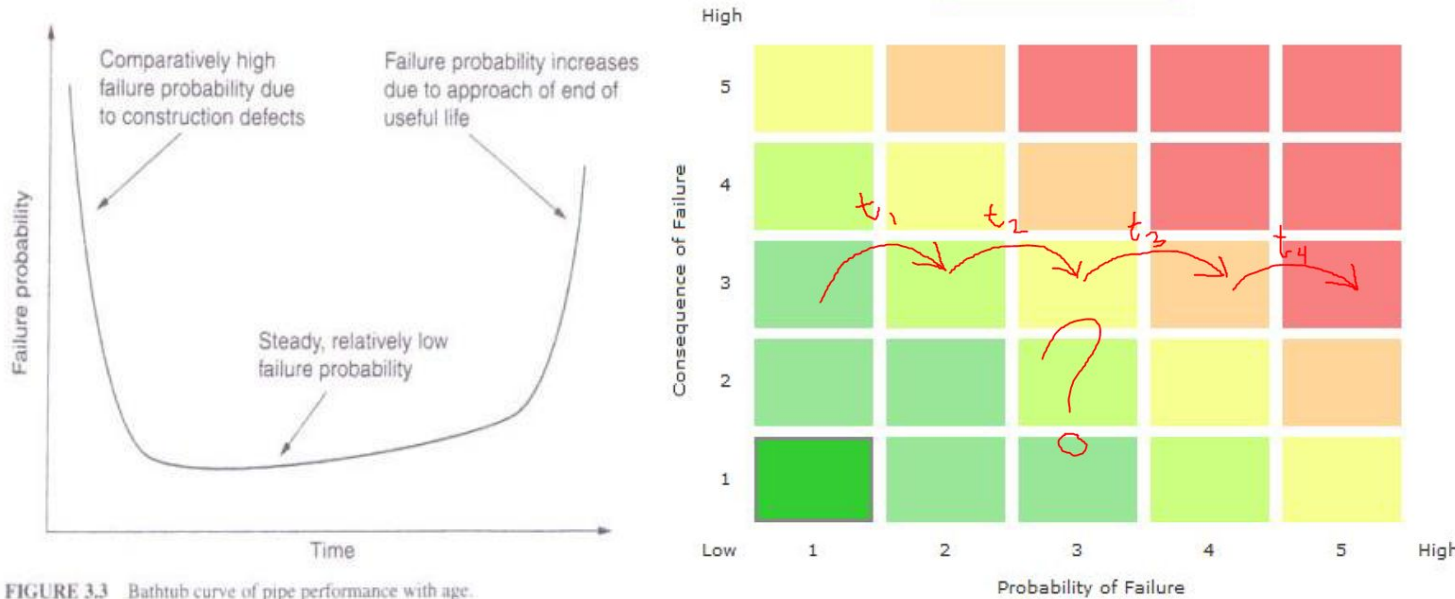 Comparatively high
failure probability due
to construction defects
Failure probability increases
due to approach of end of
useful life
Steady, relatively low
failure probability
Failure probability
Time
FIGURE 3.3 Bathtub curve of pipe performance with age.
High
5
4
3
2
1
Consequence of Failure
t1
t2
t3
t4
?
Low 1 2 3 4 5 High
Probability of Failure